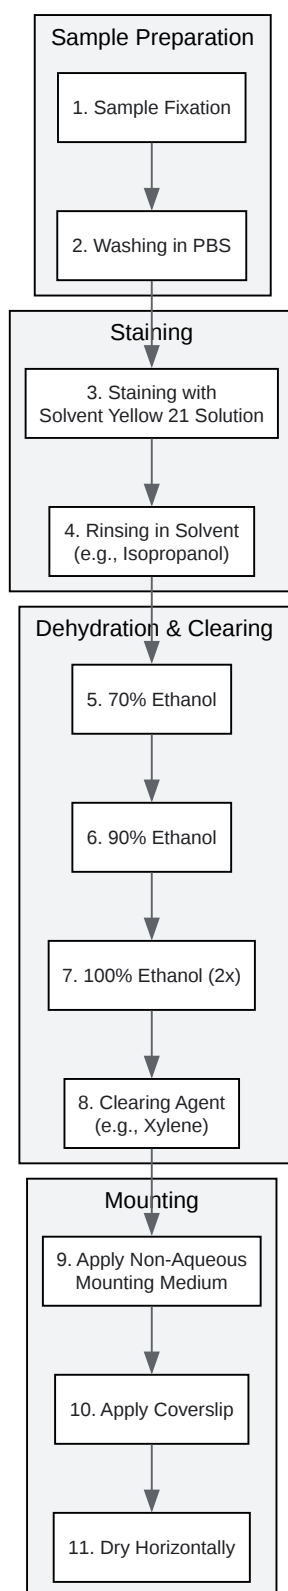 Sample Preparation
1. Sample Fixation
2. Washing in PBS
Staining
3. Staining with
Solvent Yellow 21 Solution
4. Rinsing in Solvent
(e.g., Isopropanol)
Dehydration & Clearing
5. 70% Ethanol
6. 90% Ethanol
7. 100% Ethanol (2x)
8. Clearing Agent
(e.g., Xylene)
Mounting
9. Apply Non-Aqueous
Mounting Medium
10. Apply Coverslip
11. Dry Horizontally